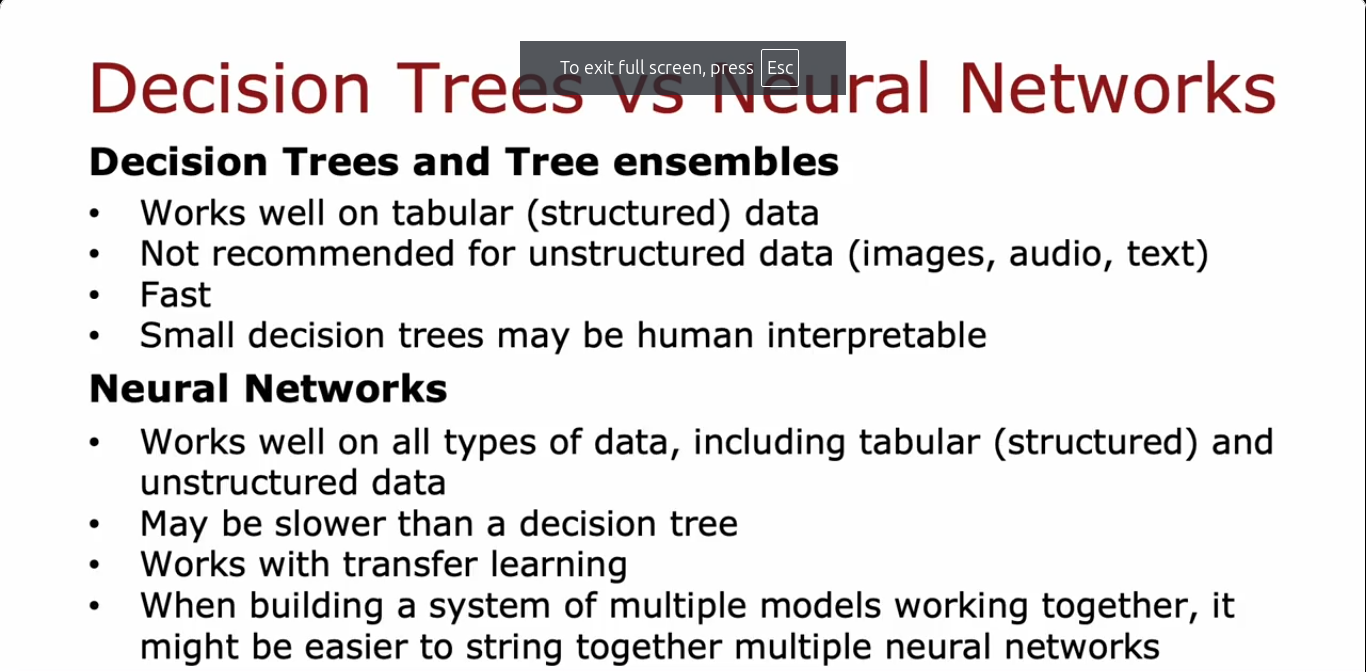 To exit full screen, press Esc
Decision Trees vs Neural Networks
Decision Trees and Tree ensembles
• Works well on tabular (structured) data
• Not recommended for unstructured data (images, audio, text)
• Fast
• Small decision trees may be human interpretable
Neural Networks
• Works well on all types of data, including tabular (structured) and
unstructured data
• May be slower than a decision tree
• Works with transfer learning
• When building a system of multiple models working together, it
might be easier to string together multiple neural networks